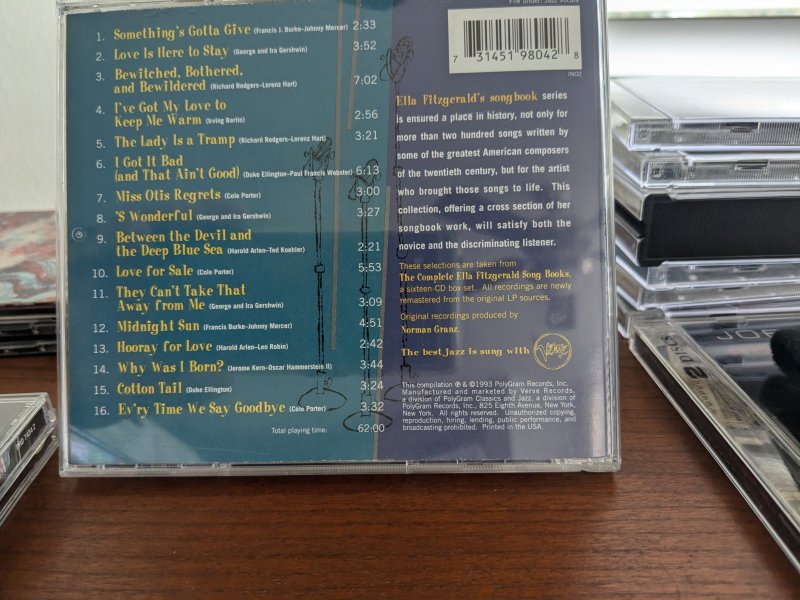 File under: Jazz Vocals
7 31451 98042 8
IN02
1. Something's Gotta Give (Francis J. Burke–Johnny Mercer) 2:33
2. Love Is Here to Stay (George and Ira Gershwin) 3:52
3. Bewitched, Bothered,
and Bewildered (Richard Rodgers–Lorenz Hart) 7:02
4. I've Got My Love to
Keep Me Warm (Irving Berlin) 2:56
5. The Lady Is a Tramp (Richard Rodgers–Lorenz Hart) 3:21
6. I Got It Bad
(and That Ain't Good) (Duke Ellington–Paul Francis Webster) 6:13
7. Miss Otis Regrets (Cole Porter) 3:00
8. 'S Wonderful (George and Ira Gershwin) 3:27
9. Between the Devil and
the Deep Blue Sea (Harold Arlen–Ted Koehler) 2:21
10. Love for Sale (Cole Porter) 5:53
11. They Can't Take That
Away from Me (George and Ira Gershwin) 3:09
12. Midnight Sun (Francis Burke–Johnny Mercer) 4:51
13. Hooray for Love (Harold Arlen–Leo Robin) 2:42
14. Why Was I Born? (Jerome Kern–Oscar Hammerstein II) 3:44
15. Cotton Tail (Duke Ellington) 3:24
16. Ev'ry Time We Say Goodbye (Cole Porter) 3:32
Total playing time: 62:00
Ella Fitzgerald's songbook series
is ensured a place in history, not only for
more than two hundred songs written by
some of the greatest American composers
of the twentieth century, but for the artist
who brought those songs to life. This
collection, offering a cross section of her
songbook work, will satisfy both the
novice and the discriminating listener.
These selections are taken from
The Complete Ella Fitzgerald Song Books,
a sixteen-CD box set. All recordings are newly
remastered from the original LP sources.
Original recordings produced by
Norman Granz.
The best Jazz is sung with Verve
This compilation ℗ & ©1993 PolyGram Records, Inc.
Manufactured and marketed by Verve Records,
a division of PolyGram Classics and Jazz, a division of
PolyGram Records, Inc., 825 Eighth Avenue, New York,
New York. All rights reserved. Unauthorized copying,
reproduction, hiring, lending, public performance, and
broadcasting prohibited. Printed in the USA.
2 DISCS